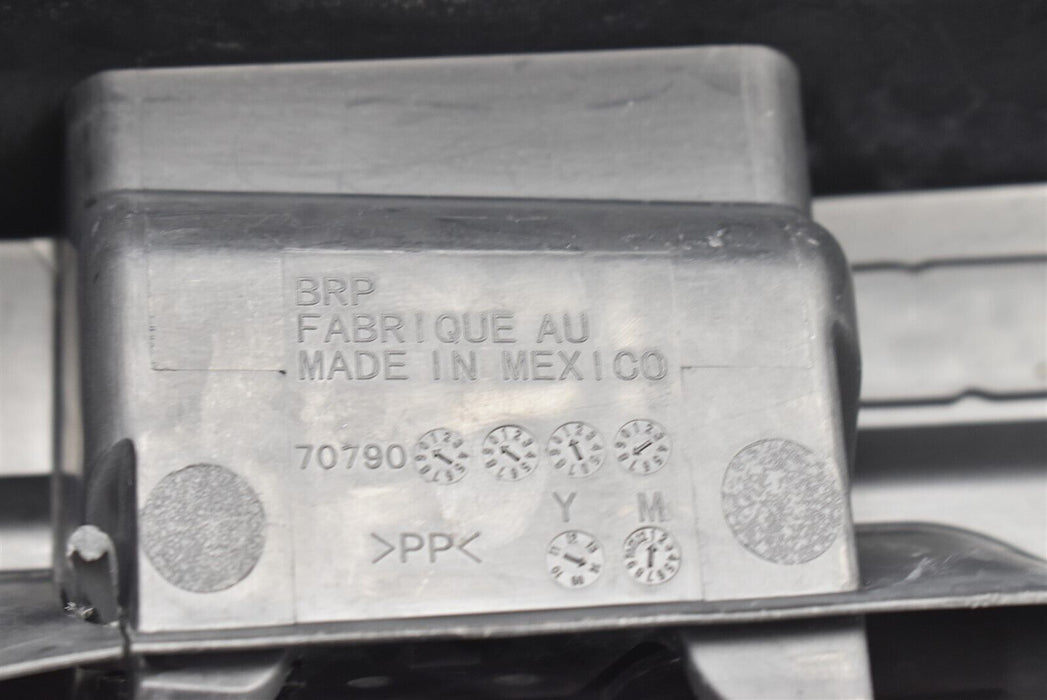 BRP
FABRIQUE AU
MADE IN MEXICO
70790
Y M
>PP<